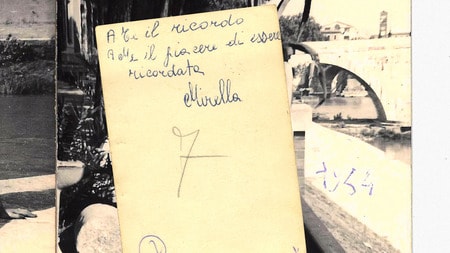 A Te il ricordo
A Me il piacere di essere
ricordata
Mirella
7